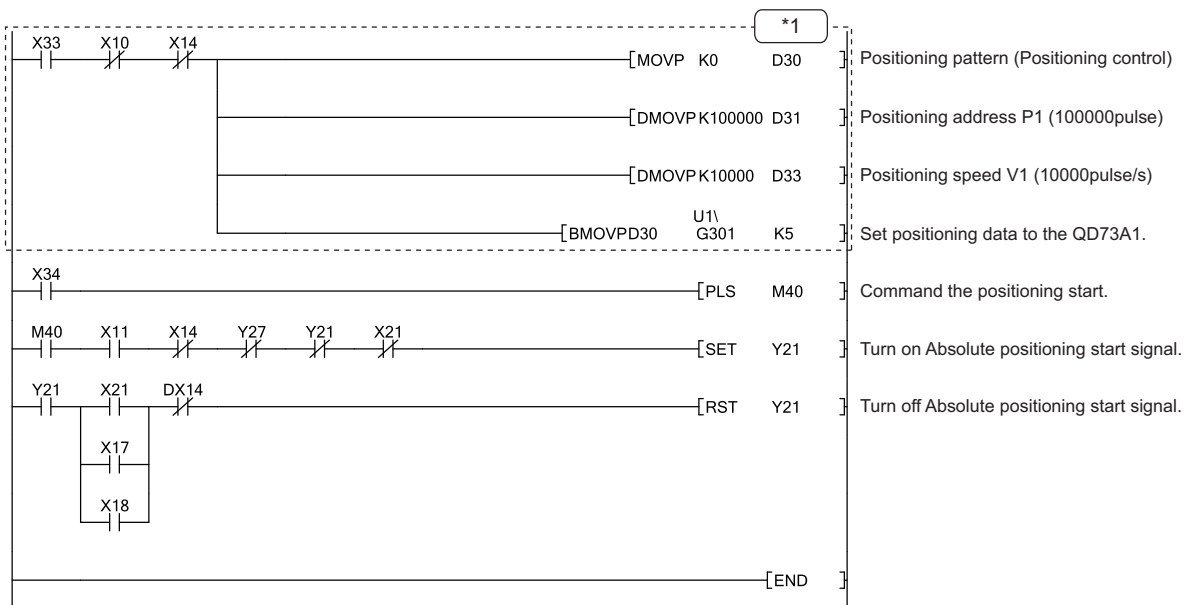 *1
X33 X10 X14
MOVP K0 D30 Positioning pattern (Positioning control)
DMOVP K100000 D31 Positioning address P1 (100000pulse)
DMOVP K10000 D33 Positioning speed V1 (10000pulse/s)
U1\
BMOVPD30 G301 K5 Set positioning data to the QD73A1.
X34
PLS M40 Command the positioning start.
M40 X11 X14 Y27 Y21 X21
SET Y21 Turn on Absolute positioning start signal.
Y21 X21 DX14
RST Y21 Turn off Absolute positioning start signal.
X17
X18
END